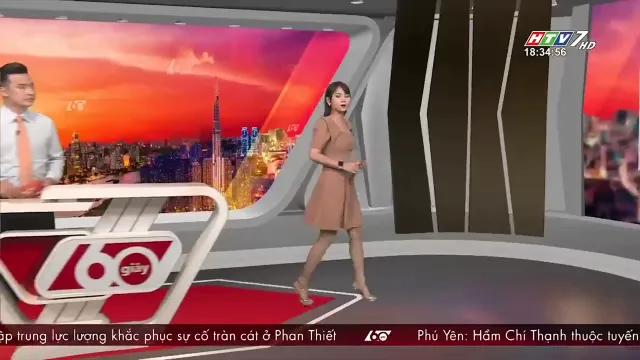 HTV7 HD
18:34:56
60
giây
ập trung lực lượng khắc phục sự cố tràn cát ở Phan Thiết 60 Phú Yên: Hầm Chí Thạnh thuộc tuyến